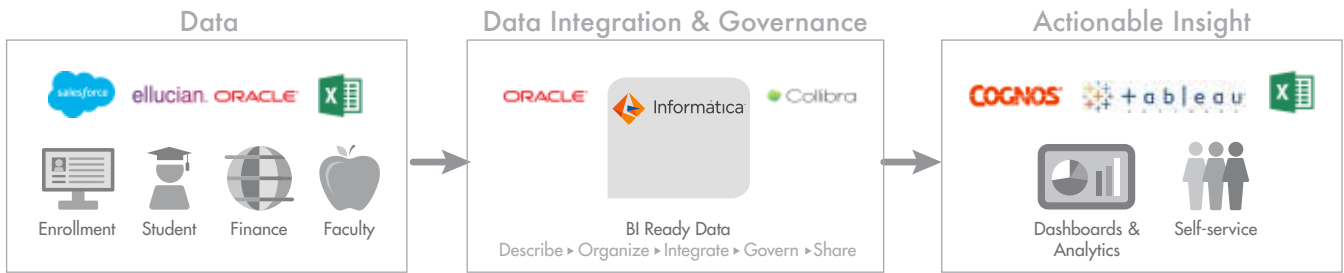 Data
salesforce
ellucian.
ORACLE
X
Enrollment
Student
Finance
Faculty
Data Integration & Governance
ORACLE
Informatica
Collibra
BI Ready Data
Describe ▸ Organize ▸ Integrate ▸ Govern ▸ Share
Actionable Insight
COGNOS
+ a b l e a u
X
Dashboards &
Analytics
Self-service